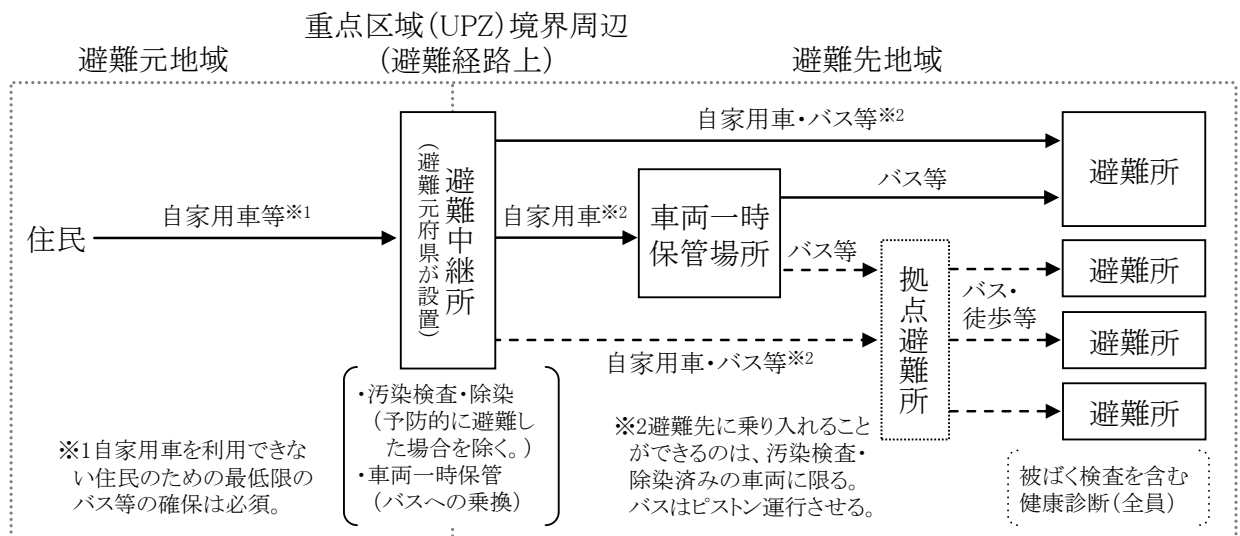 重点区域(UPZ)境界周辺
(避難経路上)
避難元地域
避難先地域
住民
自家用車等※1
避難中継所
(避難元府県が設置)
自家用車・バス等※2
自家用車※2
車両一時
保管場所
バス等
バス等
自家用車・バス等※2
拠点避難所
バス・
徒歩等
避難所
避難所
避難所
避難所
※1自家用車を利用できな
い住民のための最低限の
バス等の確保は必須。
・汚染検査・除染
(予防的に避難し
た場合を除く。)
・車両一時保管
(バスへの乗換)
※2避難先に乗り入れること
ができるのは、汚染検査・
除染済みの車両に限る。
バスはピストン運行させる。
被ばく検査を含む
健康診断(全員)